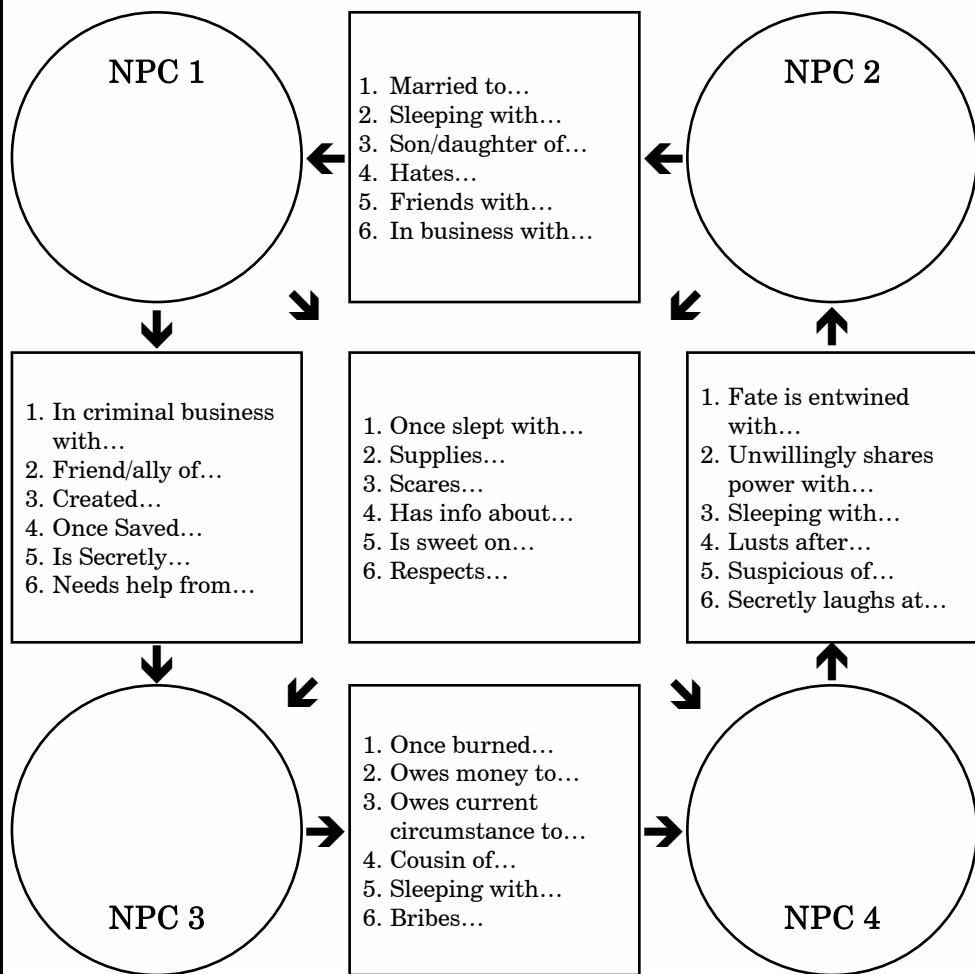 NPC 1
1. Married to…
2. Sleeping with…
3. Son/daughter of…
4. Hates…
5. Friends with…
6. In business with…
NPC 2
1. In criminal business
with…
2. Friend/ally of…
3. Created…
4. Once Saved…
5. Is Secretly…
6. Needs help from…
1. Once slept with…
2. Supplies…
3. Scares…
4. Has info about…
5. Is sweet on…
6. Respects…
1. Fate is entwined
with…
2. Unwillingly shares
power with…
3. Sleeping with…
4. Lusts after…
5. Suspicious of…
6. Secretly laughs at…
NPC 3
1. Once burned…
2. Owes money to…
3. Owes current
circumstance to…
4. Cousin of…
5. Sleeping with…
6. Bribes…
NPC 4